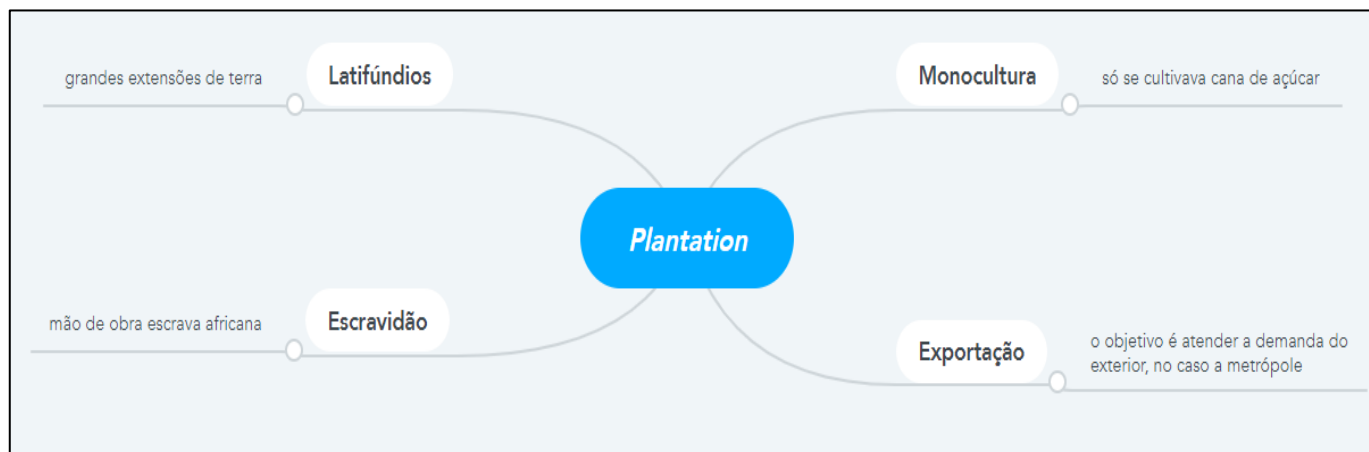 grandes extensões de terra
Latifúndios
Monocultura
só se cultivava cana de açúcar
Plantation
mão de obra escrava africana
Escravidão
Exportação
o objetivo é atender a demanda do
exterior, no caso a metrópole